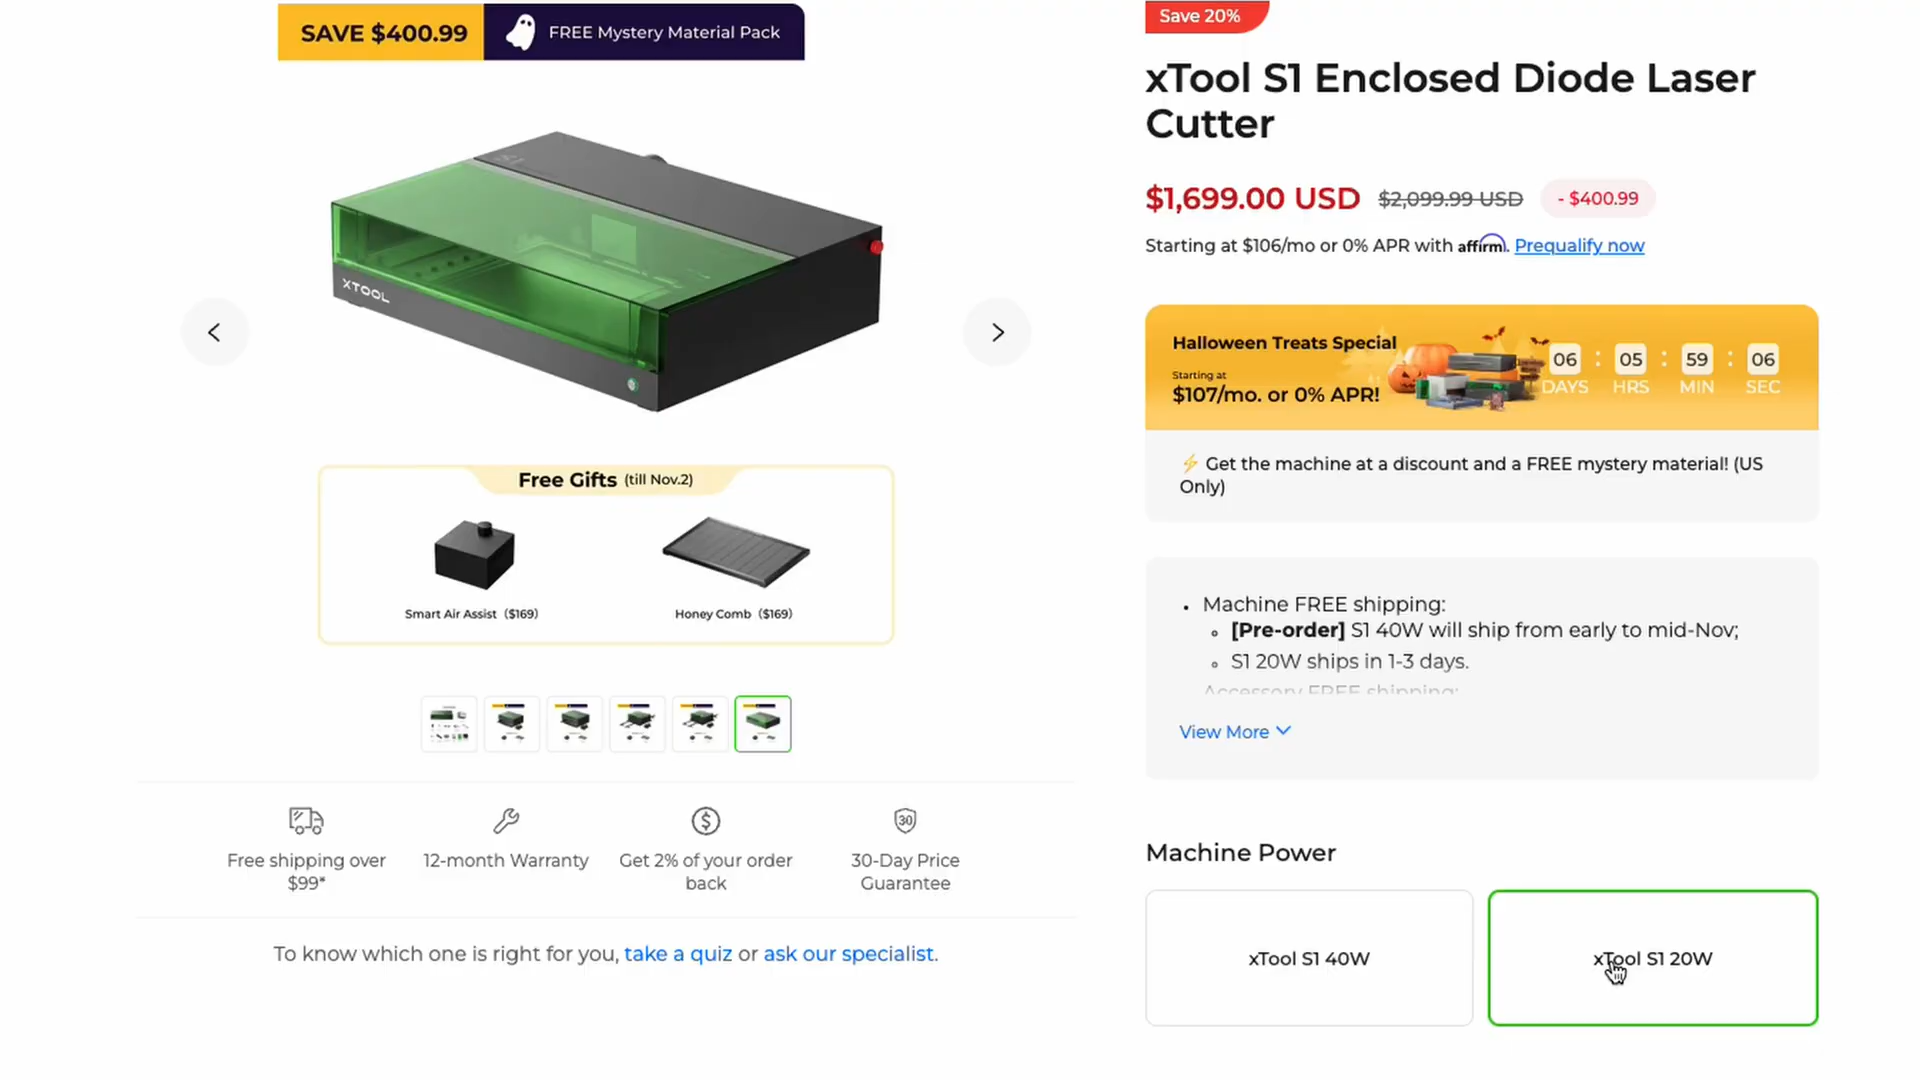 SAVE $400.99
FREE Mystery Material Pack
S1
XTOOL
Free Gifts (till Nov.2)
Smart Air Assist ($169)
Honey Comb ($169)
Free shipping over
$99*
12-month Warranty
Get 2% of your order
back
30
30-Day Price
Guarantee
To know which one is right for you, take a quiz or ask our specialist.
Save 20%
xTool S1 Enclosed Diode Laser
Cutter
$1,699.00 USD $2,099.99 USD - $400.99
Starting at $106/mo or 0% APR with affirm. Prequalify now
Halloween Treats Special
Starting at
$107/mo. or 0% APR!
06 : 05 : 59 : 06
DAYS HRS MIN SEC
⚡ Get the machine at a discount and a FREE mystery material! (US
Only)
• Machine FREE shipping:
[Pre-order] S1 40W will ship from early to mid-Nov;
S1 20W ships in 1-3 days.
Accessory FREE shipping:
View More
Machine Power
xTool S1 40W
xTool S1 20W